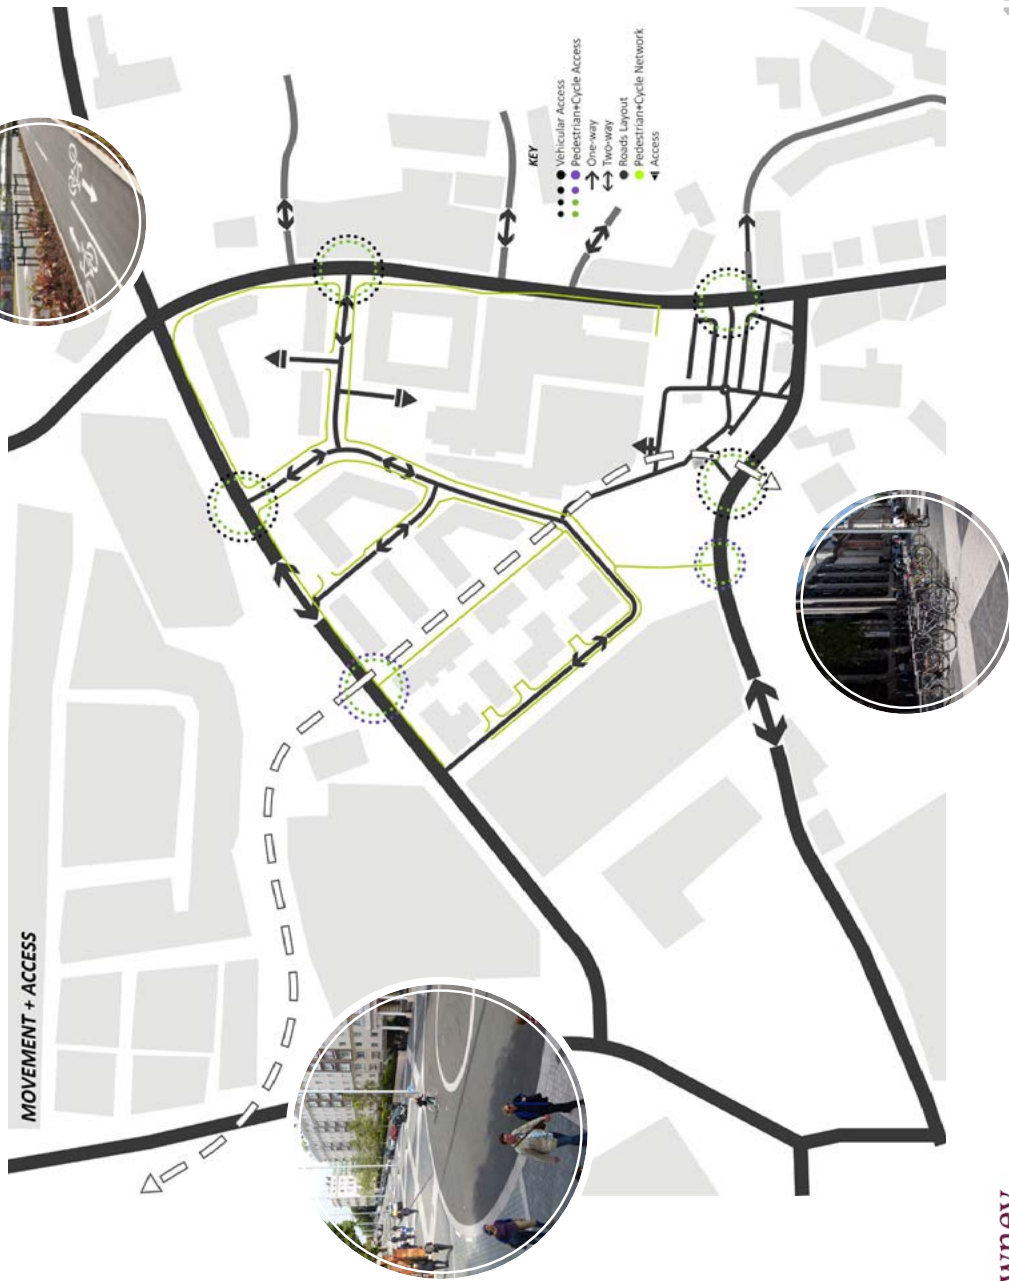 MOVEMENT + ACCESS
KEY
Vehicular Access
Pedestrian+Cycle Access
One-way
Two-way
Roads Layout
Pedestrian+Cycle Network
Access